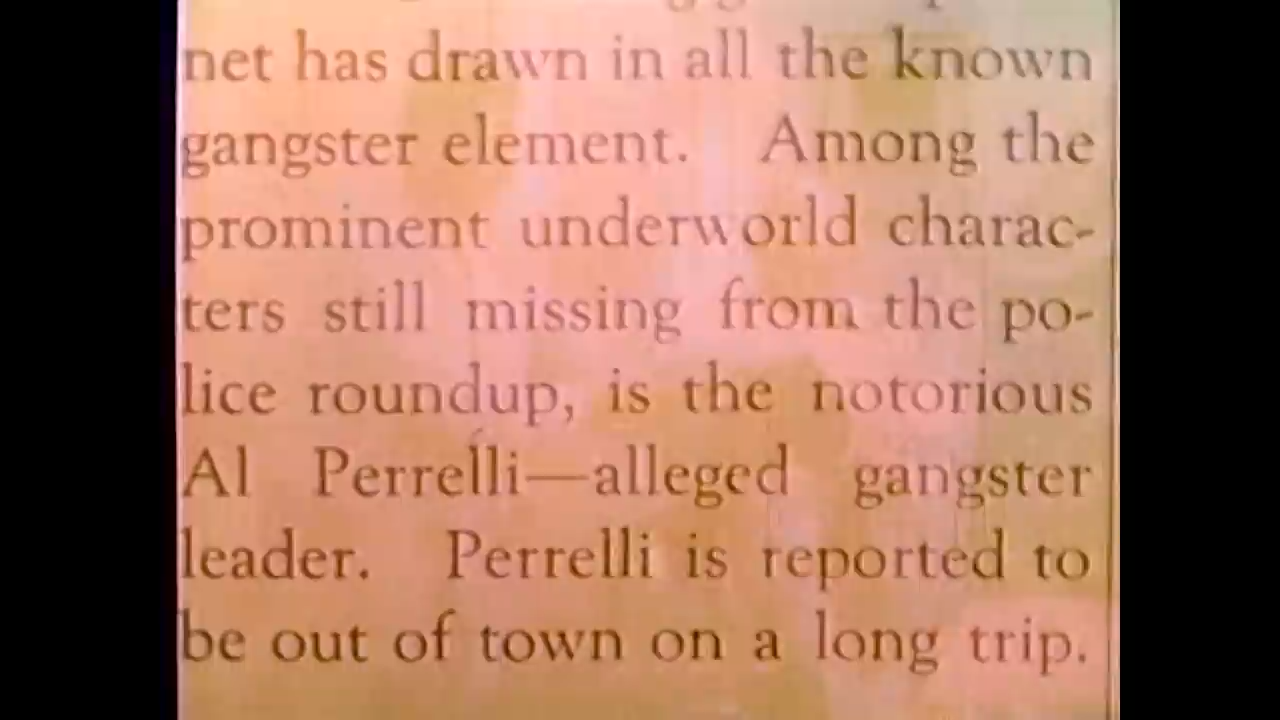 net has drawn in all the known
gangster element. Among the
prominent underworld charac-
ters still missing from the po-
lice roundup, is the notorious
Al Perrelli—alleged gangster
leader. Perrelli is reported to
be out of town on a long trip.